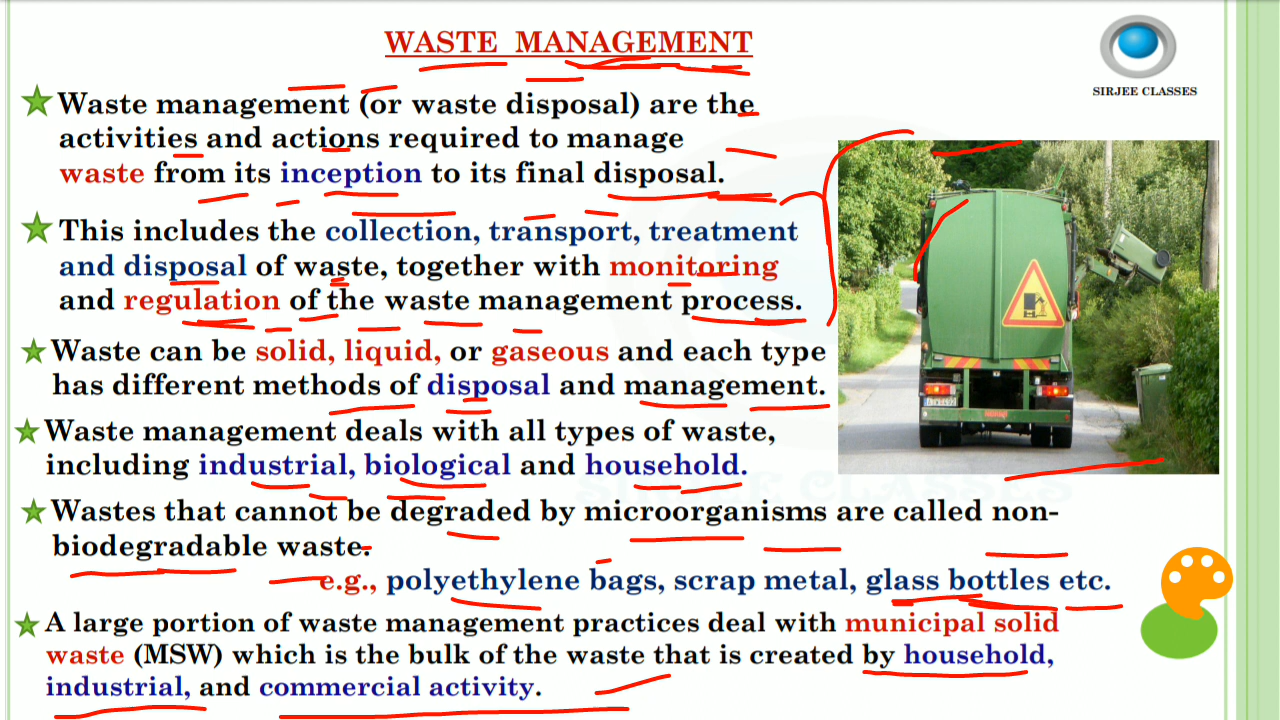 WASTE MANAGEMENT
SIRJEE CLASSES
Waste management (or waste disposal) are the
activities and actions required to manage
waste from its inception to its final disposal.
This includes the collection, transport, treatment
and disposal of waste, together with monitoring
and regulation of the waste management process.
Waste can be solid, liquid, or gaseous and each type
has different methods of disposal and management.
Waste management deals with all types of waste,
including industrial, biological and household.
SIRJEE CLASSES
Wastes that cannot be degraded by microorganisms are called non-
biodegradable waste.
e.g., polyethylene bags, scrap metal, glass bottles etc.
A large portion of waste management practices deal with municipal solid
waste (MSW) which is the bulk of the waste that is created by household,
industrial, and commercial activity.